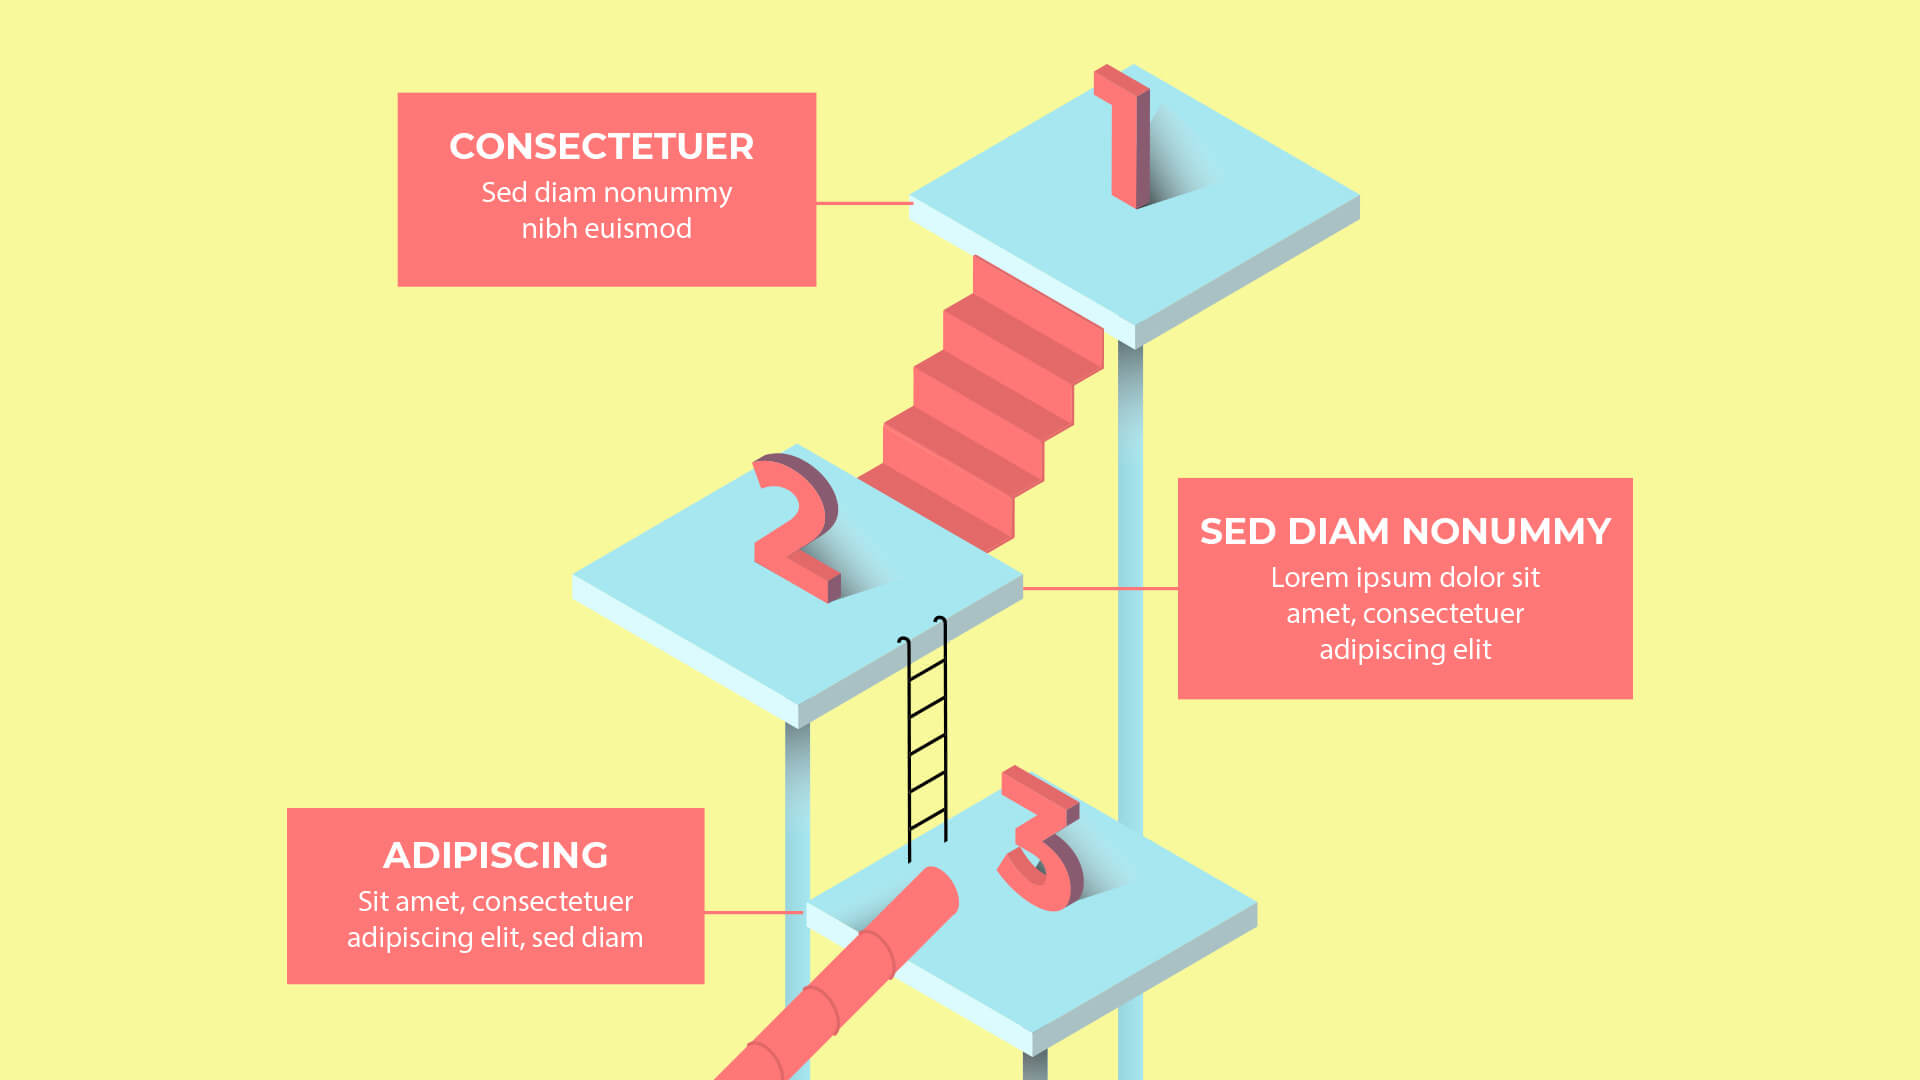 1
CONSECTETUER
Sed diam nonummy
nibh euismod
2
SED DIAM NONUMMY
Lorem ipsum dolor sit
amet, consectetuer
adipiscing elit
3
ADIPISCING
Sit amet, consectetuer
adipiscing elit, sed diam